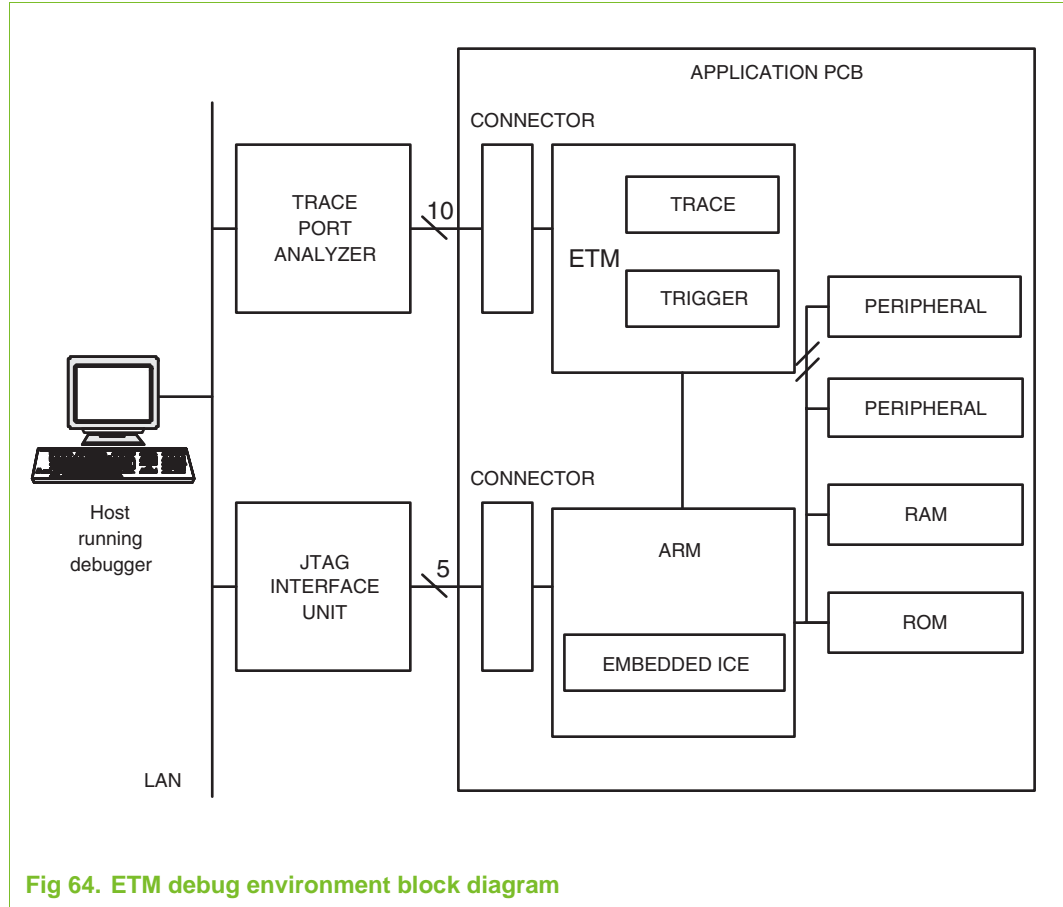 APPLICATION PCB
CONNECTOR
TRACE
PORT
ANALYZER
10
ETM
TRACE
TRIGGER
PERIPHERAL
PERIPHERAL
Host
running
debugger
CONNECTOR
JTAG
INTERFACE
UNIT
5
ARM
EMBEDDED ICE
RAM
ROM
LAN
Fig 64. ETM debug environment block diagram